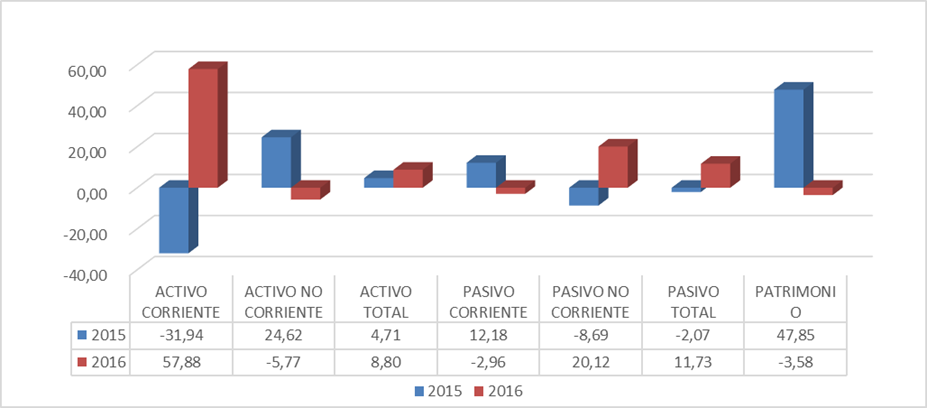 60,00
40,00
20,00
0,00
-20,00
-40,00
ACTIVO CORRIENTE ACTIVO NO CORRIENTE ACTIVO TOTAL PASIVO CORRIENTE PASIVO NO CORRIENTE PASIVO TOTAL PATRIMONIO
2015 -31,94 24,62 4,71 12,18 -8,69 -2,07 47,85
2016 57,88 -5,77 8,80 -2,96 20,12 11,73 -3,58
2015 2016